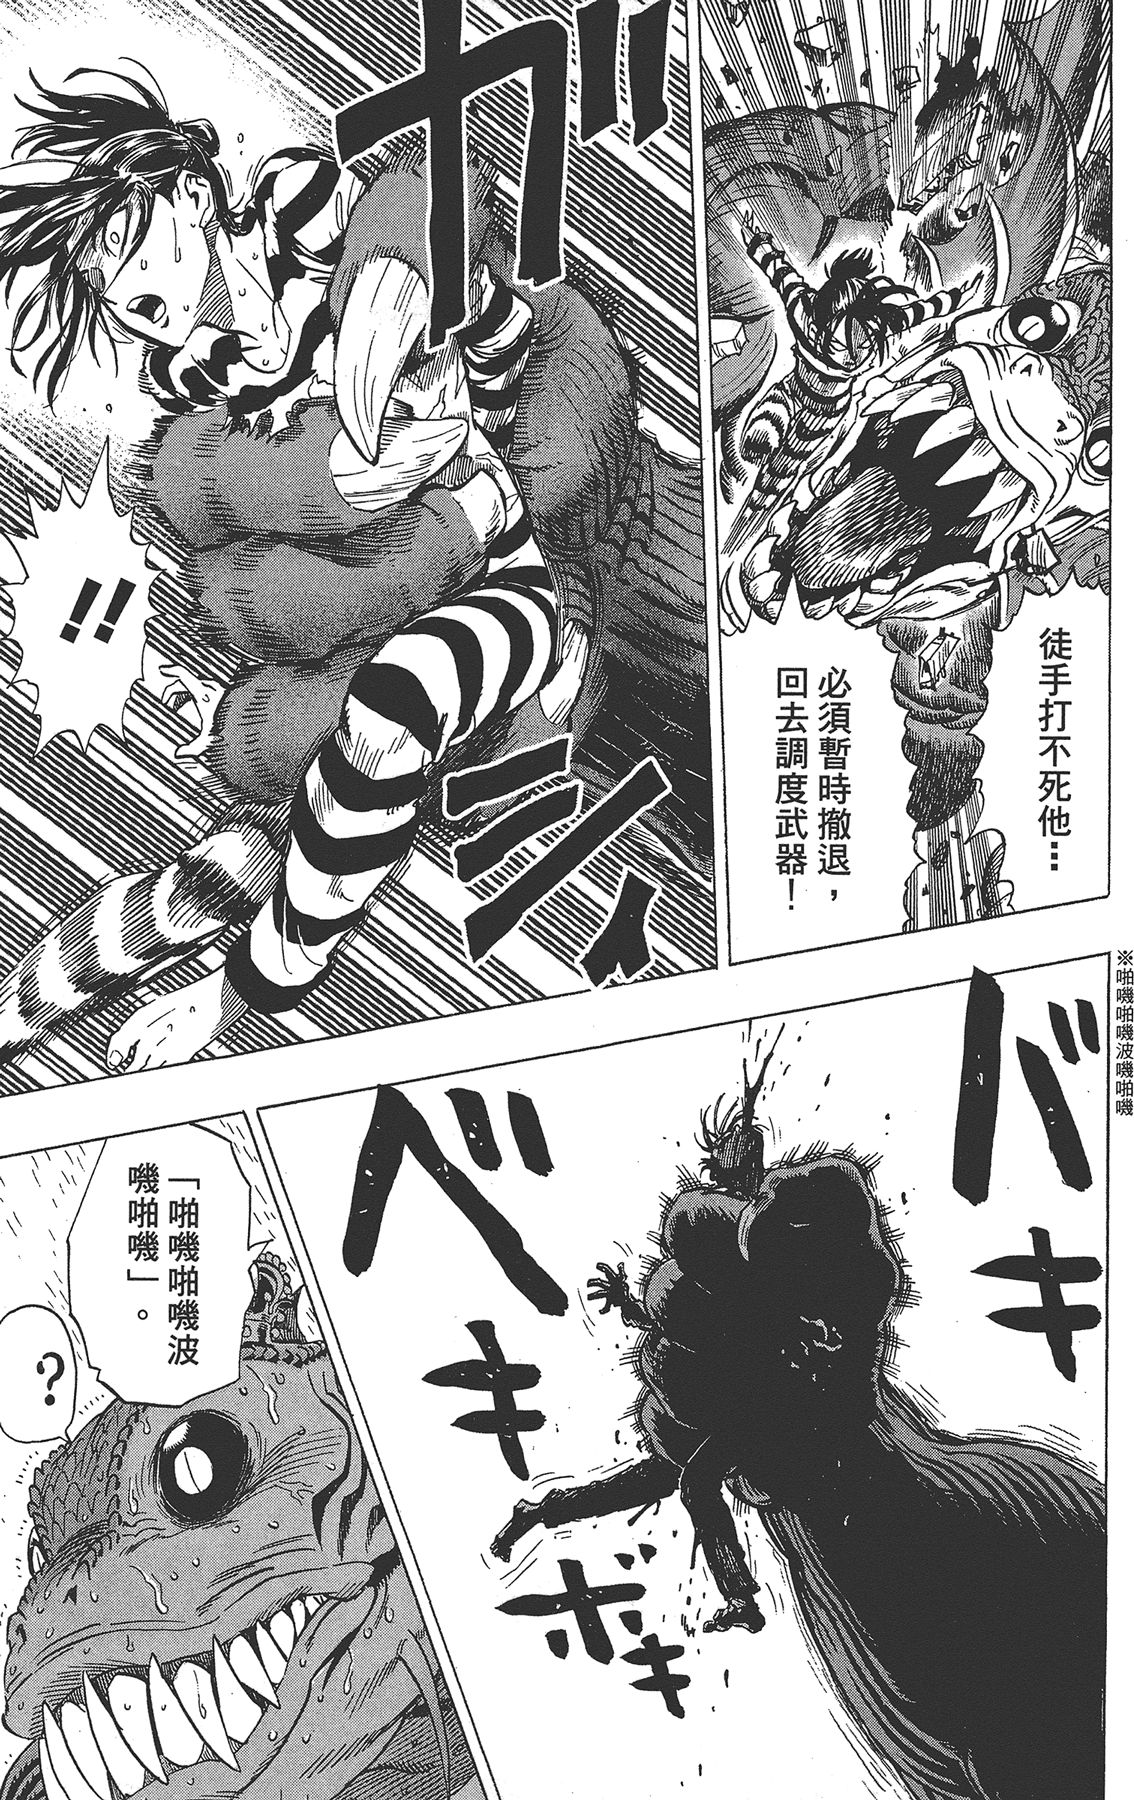 徒手打不死他…
必須暫時撤退，
回去調度武器！
ガシッ
‼
※啪嘰啪嘰波嘰啪嘰
バキ
ベキ
ボキ
「啪嘰啪嘰波
嘰啪嘰」。
？